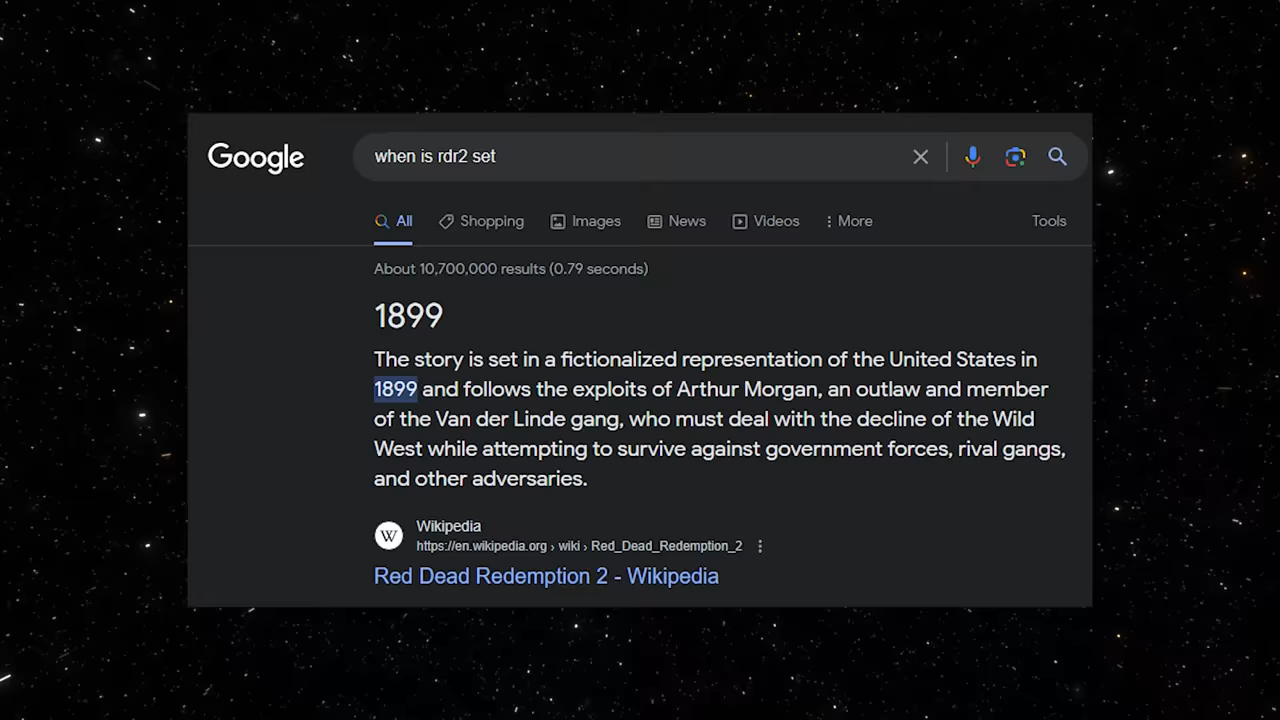 Google
when is rdr2 set
All Shopping Images News Videos More Tools
About 10,700,000 results (0.79 seconds)
1899
The story is set in a fictionalized representation of the United States in
1899 and follows the exploits of Arthur Morgan, an outlaw and member
of the Van der Linde gang, who must deal with the decline of the Wild
West while attempting to survive against government forces, rival gangs,
and other adversaries.
W
Wikipedia
https://en.wikipedia.org › wiki › Red_Dead_Redemption_2
Red Dead Redemption 2 - Wikipedia